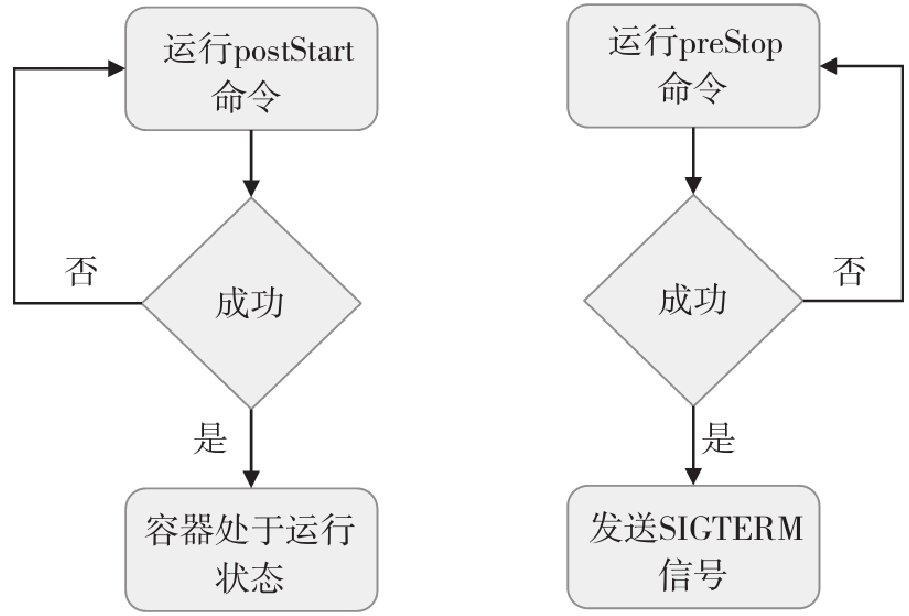 运行postStart
命令
否
成功
是
容器处于运行
状态
运行preStop
命令
否
成功
是
发送SIGTERM
信号